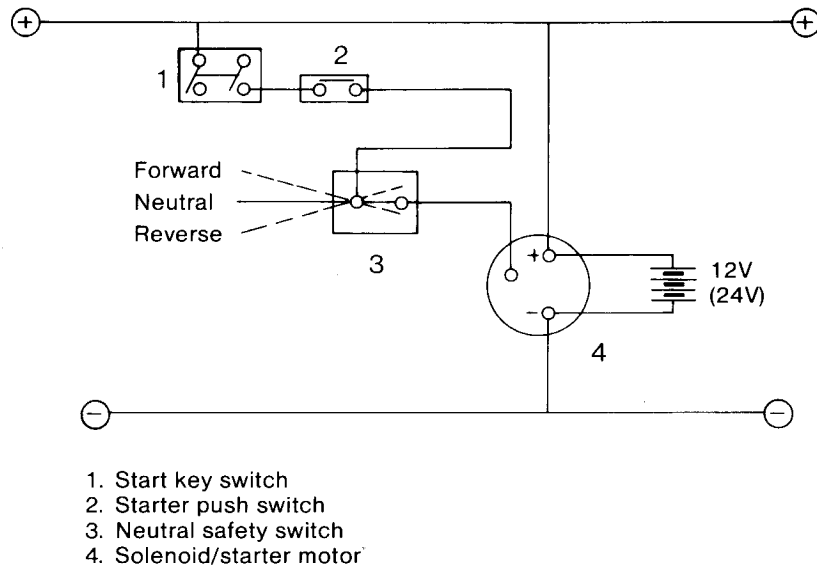 + +
1 2
Forward
Neutral
Reverse
3
+
12V
(24V)
-
4
- -
1. Start key switch
2. Starter push switch
3. Neutral safety switch
4. Solenoid/starter motor